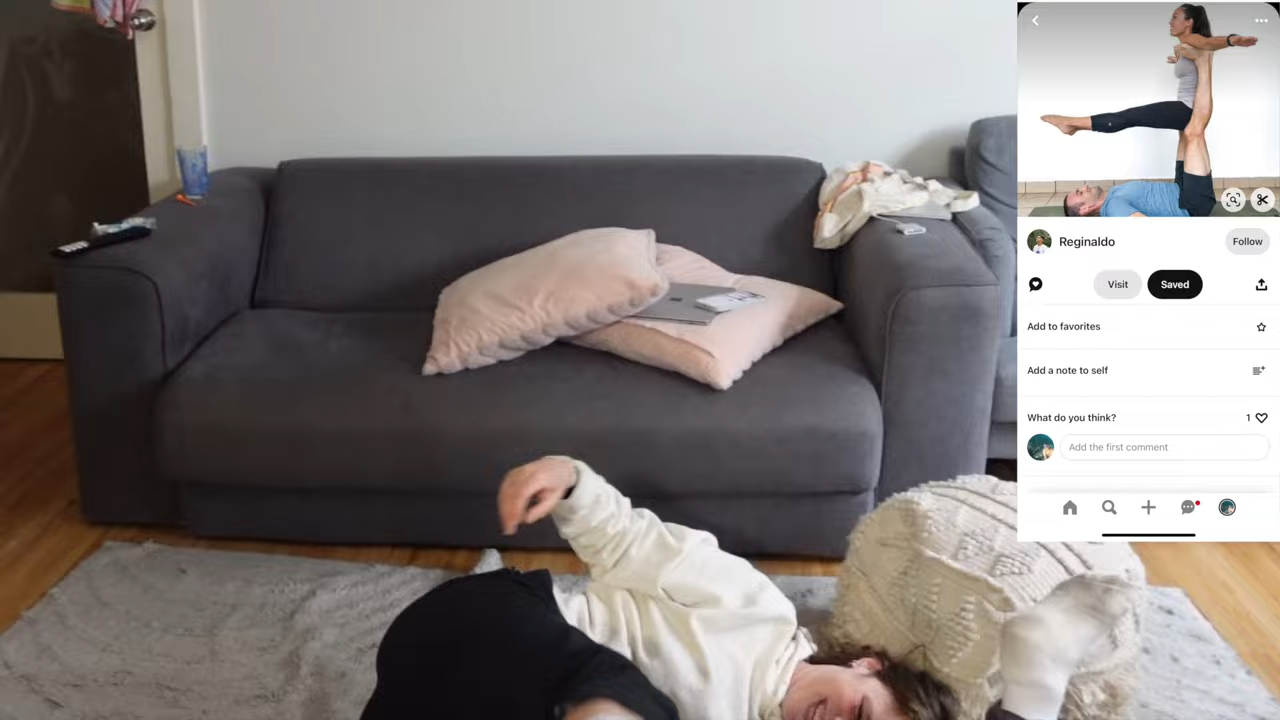 Reginaldo
Follow
Visit
Saved
Add to favorites
Add a note to self
What do you think?
1
Add the first comment